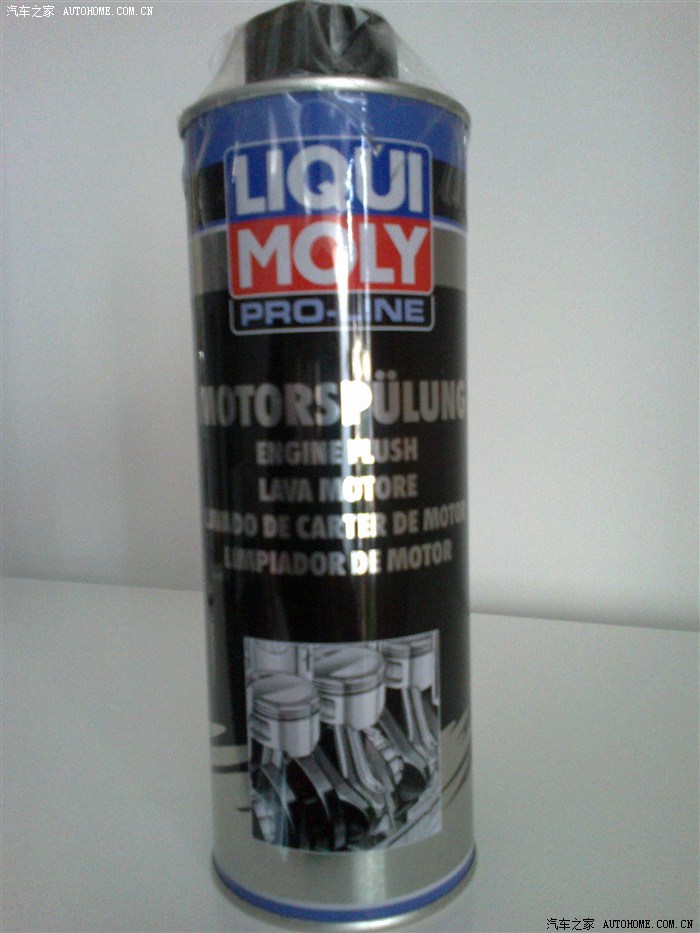 汽车之家 AUTOHOME.COM.CN
LIQUI
MOLY
PRO-LINE
MOTORSPÜLUNG
ENGINE FLUSH
LAVA MOTORE
LAVADO DE CARTER DE MOTOR
LIMPIADOR DE MOTOR
汽车之家 AUTOHOME.COM.CN